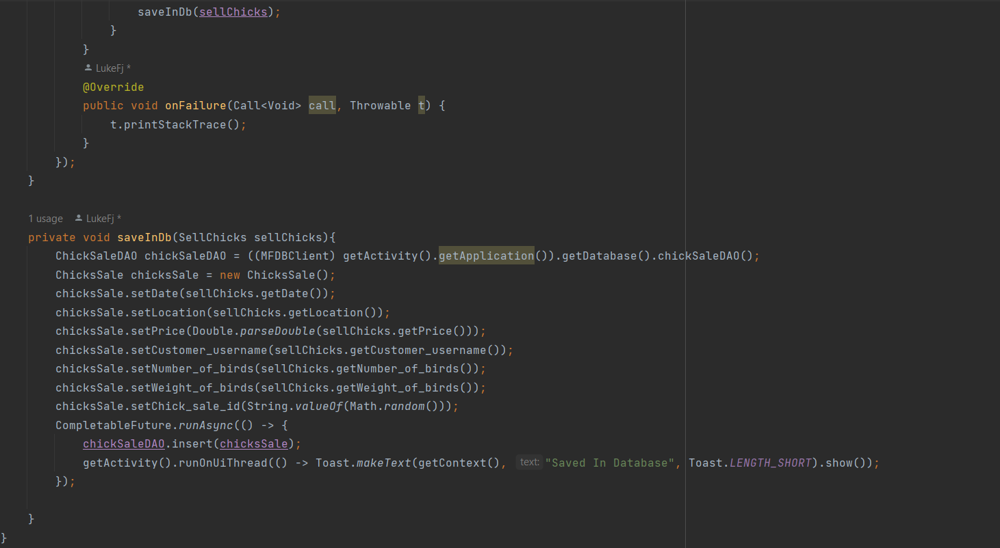 saveInDb(sellChicks);
}
}
LukeFj *
@Override
public void onFailure(Call<Void> call, Throwable t) {
t.printStackTrace();
}
});
}
1 usage LukeFj *
private void saveInDb(SellChicks sellChicks){
ChickSaleDAO chickSaleDAO = ((MFDBClient) getActivity().getApplication()).getDatabase().chickSaleDAO();
ChicksSale chicksSale = new ChicksSale();
chicksSale.setDate(sellChicks.getDate());
chicksSale.setLocation(sellChicks.getLocation());
chicksSale.setPrice(Double.parseDouble(sellChicks.getPrice()));
chicksSale.setCustomer_username(sellChicks.getCustomer_username());
chicksSale.setNumber_of_birds(sellChicks.getNumber_of_birds());
chicksSale.setWeight_of_birds(sellChicks.getWeight_of_birds());
chicksSale.setChick_sale_id(String.valueOf(Math.random()));
CompletableFuture.runAsync(() -> {
chickSaleDAO.insert(chicksSale);
getActivity().runOnUiThread(() -> Toast.makeText(getContext(), text: "Saved In Database", Toast.LENGTH_SHORT).show());
});
}
}